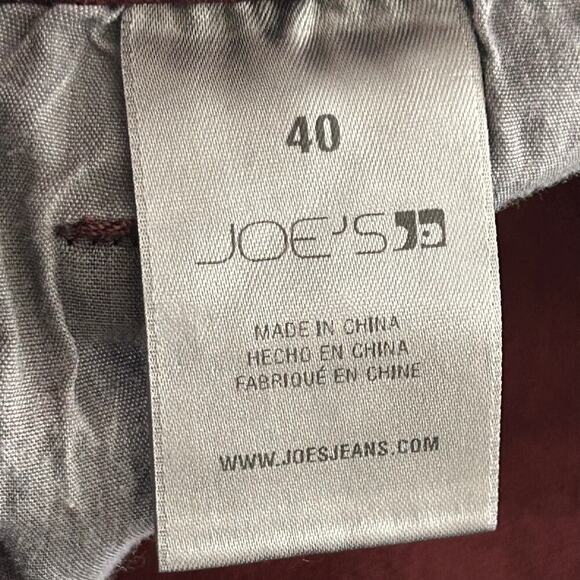 40
JOE'S
MADE IN CHINA
HECHO EN CHINA
FABRIQUÉ EN CHINE
WWW.JOESJEANS.COM